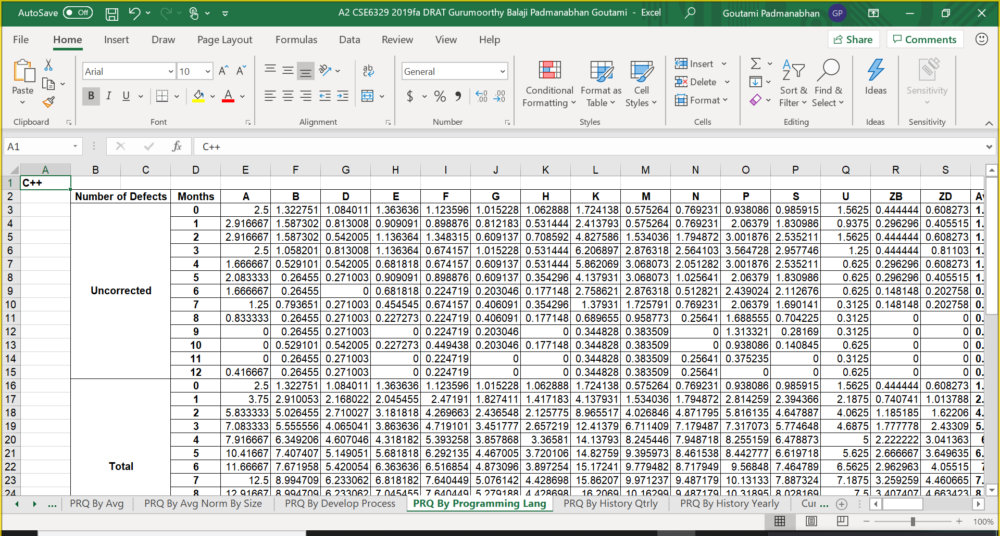 AutoSave Off A2 CSE6329 2019fa DRAT Gurumoorthy Balaji Padmanabhan Goutami - Excel Goutami Padmanabhan GP
File Home Insert Draw Page Layout Formulas Data Review View Help Share Comments
Arial 10 General
Paste Conditional Formatting Format as Table Cell Styles Insert Delete Format Sort & Filter Find & Select Ideas Sensitivity
Clipboard Font Alignment Number Styles Cells Editing Ideas Sensitivity
A1 fx C++
A B C D E F G H I J K L M N O P Q R S
1 C++
2 Number of Defects Months A B D E F G H K M N P S U ZB ZD
3 0 2.5 1.322751 1.084011 1.363636 1.123596 1.015228 1.062888 1.724138 0.575264 0.769231 0.938086 0.985915 1.5625 0.444444 0.608273 1.
4 1 2.916667 1.587302 0.813008 0.909091 0.898876 0.812183 0.531444 2.413793 0.575264 0.769231 2.06379 1.830986 0.9375 0.296296 0.405515 1.
5 2 2.916667 1.587302 0.542005 1.136364 1.348315 0.609137 0.708592 4.827586 1.534036 1.794872 3.001876 2.535211 1.5625 0.444444 0.608273 1.
6 3 2.5 1.058201 0.813008 1.136364 0.674157 1.015228 0.531444 6.206897 2.876318 2.564103 3.564728 2.957746 1.25 0.444444 0.81103 1.
7 4 1.666667 0.529101 0.542005 0.681818 0.674157 0.609137 0.531444 5.862069 3.068073 2.051282 3.001876 2.535211 0.625 0.296296 0.608273 1.
8 5 2.083333 0.26455 0.271003 0.909091 0.898876 0.609137 0.354296 4.137931 3.068073 1.025641 2.06379 1.830986 0.625 0.296296 0.405515 1.
9 Uncorrected 6 1.666667 0.26455 0 0.681818 0.224719 0.203046 0.177148 2.758621 2.876318 0.512821 2.439024 2.112676 0.625 0.148148 0.202758 0.
10 7 1.25 0.793651 0.271003 0.454545 0.674157 0.406091 0.354296 1.37931 1.725791 0.769231 2.06379 1.690141 0.3125 0.148148 0.202758 0.
11 8 0.833333 0.26455 0.271003 0.227273 0.224719 0.406091 0.177148 0.689655 0.958773 0.25641 1.688555 0.704225 0.3125 0 0 0.
12 9 0 0.26455 0.271003 0 0.224719 0.203046 0 0.344828 0.383509 0 1.313321 0.28169 0.3125 0 0 0.
13 10 0 0.529101 0.542005 0.227273 0.449438 0.203046 0.177148 0.344828 0.383509 0 0.938086 0.140845 0.625 0 0 0.
14 11 0 0.26455 0.271003 0 0.224719 0 0 0.344828 0.383509 0.25641 0.375235 0 0.3125 0 0 0.
15 12 0.416667 0.26455 0.271003 0 0.224719 0 0 0.344828 0.383509 0.25641 0 0 0.625 0 0 0.
16 0 2.5 1.322751 1.084011 1.363636 1.123596 1.015228 1.062888 1.724138 0.575264 0.769231 0.938086 0.985915 1.5625 0.444444 0.608273 1.
17 1 3.75 2.910053 2.168022 2.045455 2.47191 1.827411 1.417183 4.137931 1.534036 1.794872 2.814259 2.394366 2.1875 0.740741 1.013788 2.
18 2 5.833333 5.026455 2.710027 3.181818 4.269663 2.436548 2.125775 8.965517 4.026846 4.871795 5.816135 4.647887 4.0625 1.185185 1.62206 4.
19 3 7.083333 5.555556 4.065041 3.863636 4.719101 3.451777 2.657219 12.41379 6.711409 7.179487 7.317073 5.774648 4.6875 1.777778 2.43309 5.
20 4 7.916667 6.349206 4.607046 4.318182 5.393258 3.857868 3.36581 14.13793 8.245446 7.948718 8.255159 6.478873 5 2.222222 3.041363
21 5 10.41667 7.407407 5.149051 5.681818 6.292135 4.467005 3.720106 14.82759 9.395973 8.461538 8.442777 6.619718 5.625 2.666667 3.649635 6.
22 Total 6 11.66667 7.671958 5.420054 6.363636 6.516854 4.873096 3.897254 15.17241 9.779482 8.717949 9.56848 7.464789 6.5625 2.962963 4.05515
23 7 12.5 8.994709 6.233062 6.818182 7.640449 5.076142 4.428698 15.86207 9.971237 9.487179 10.13133 7.887324 7.1875 3.259259 4.460665 7.
24 8 12.91667 8.994709 6.233062 7.045455 7.640449 5.279188 4.428698 16.2069 10.16299 9.487179 10.31895 8.028169 7.5 3.407407 4.663423 8
... PRQ By Avg PRQ By Avg Norm By Size PRQ By Develop Process PRQ By Programming Lang PRQ By History Qtrly PRQ By History Yearly Cur ...
100%